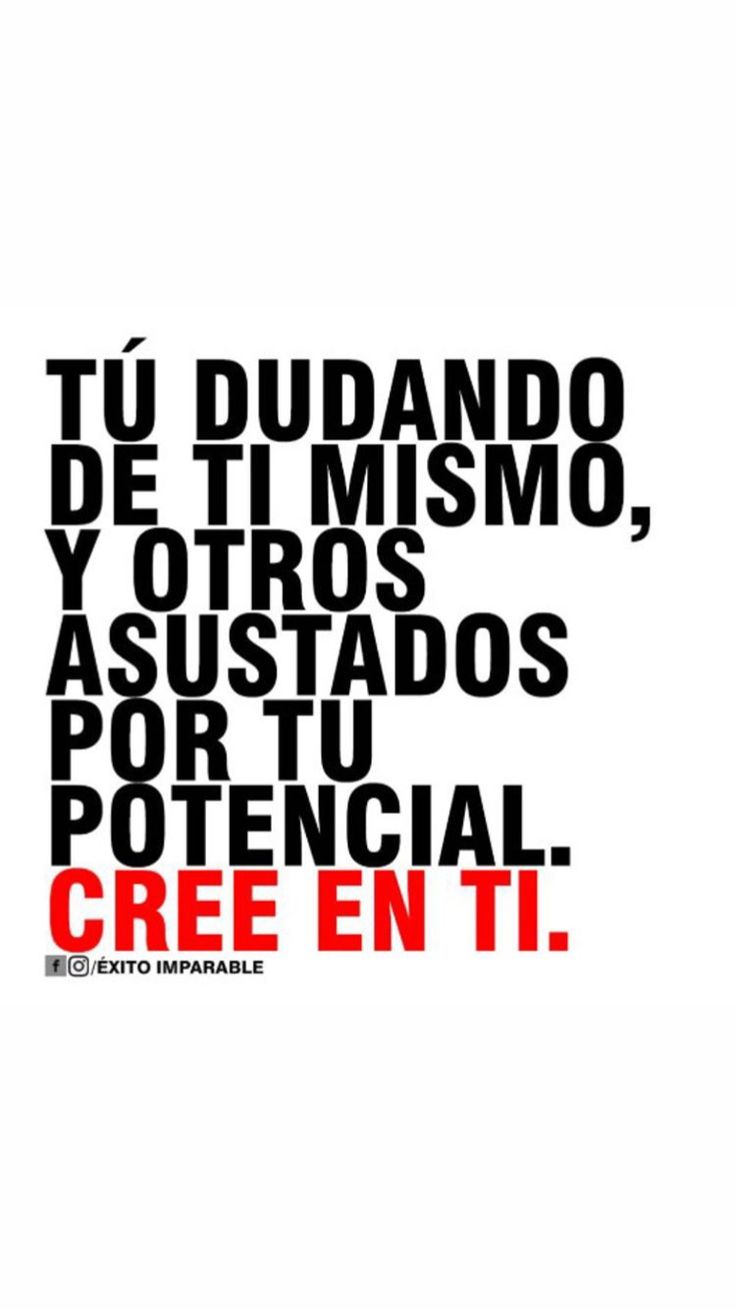 TÚ DUDANDO
DE TI MISMO,
Y OTROS
ASUSTADOS
POR TU
POTENCIAL.
CREE EN TI.
f /ÉXITO IMPARABLE